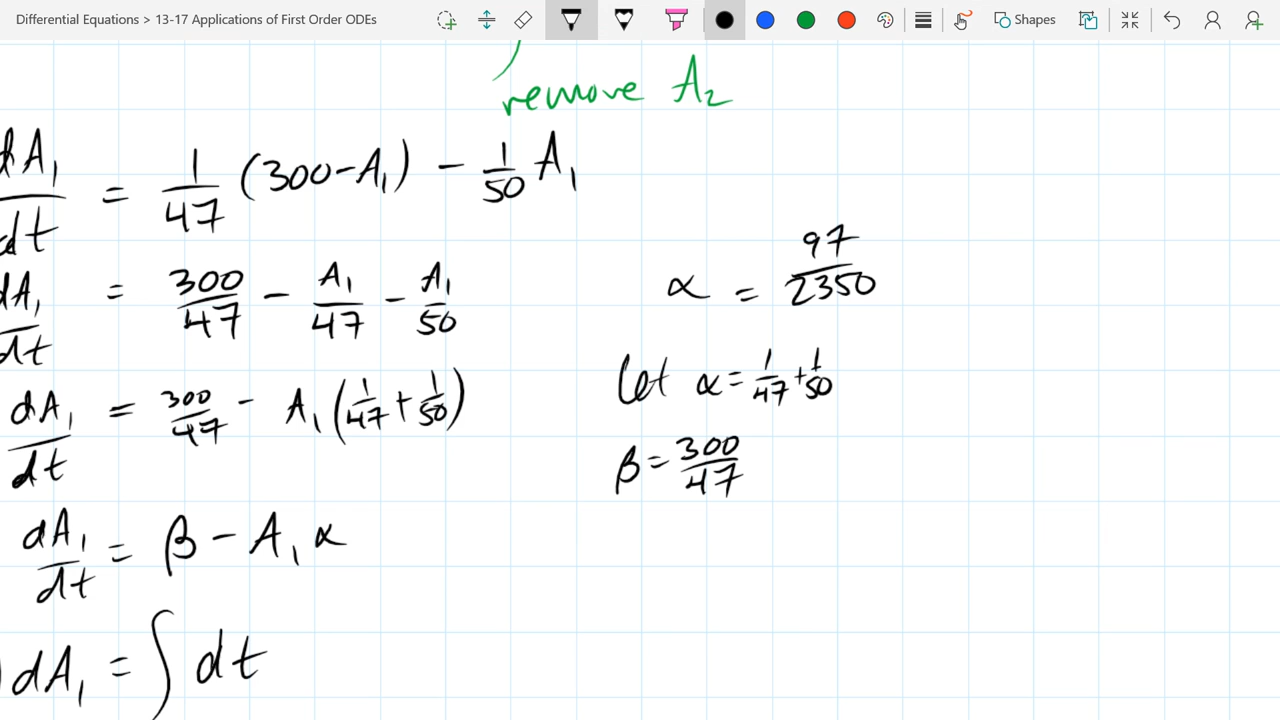 Differential Equations > 13-17 Applications of First Order ODEs
Shapes
remove A₂
dA₁/dt = 1/47 (300-A₁) - 1/50 A₁
dA₁/dt = 300/47 - A₁/47 - A₁/50
α = 97/2350
dA₁/dt = 300/47 - A₁(1/47 + 1/50)
Let α = 1/47 + 1/50
β = 300/47
dA₁/dt = β - A₁ α
dA₁ = ∫ dt